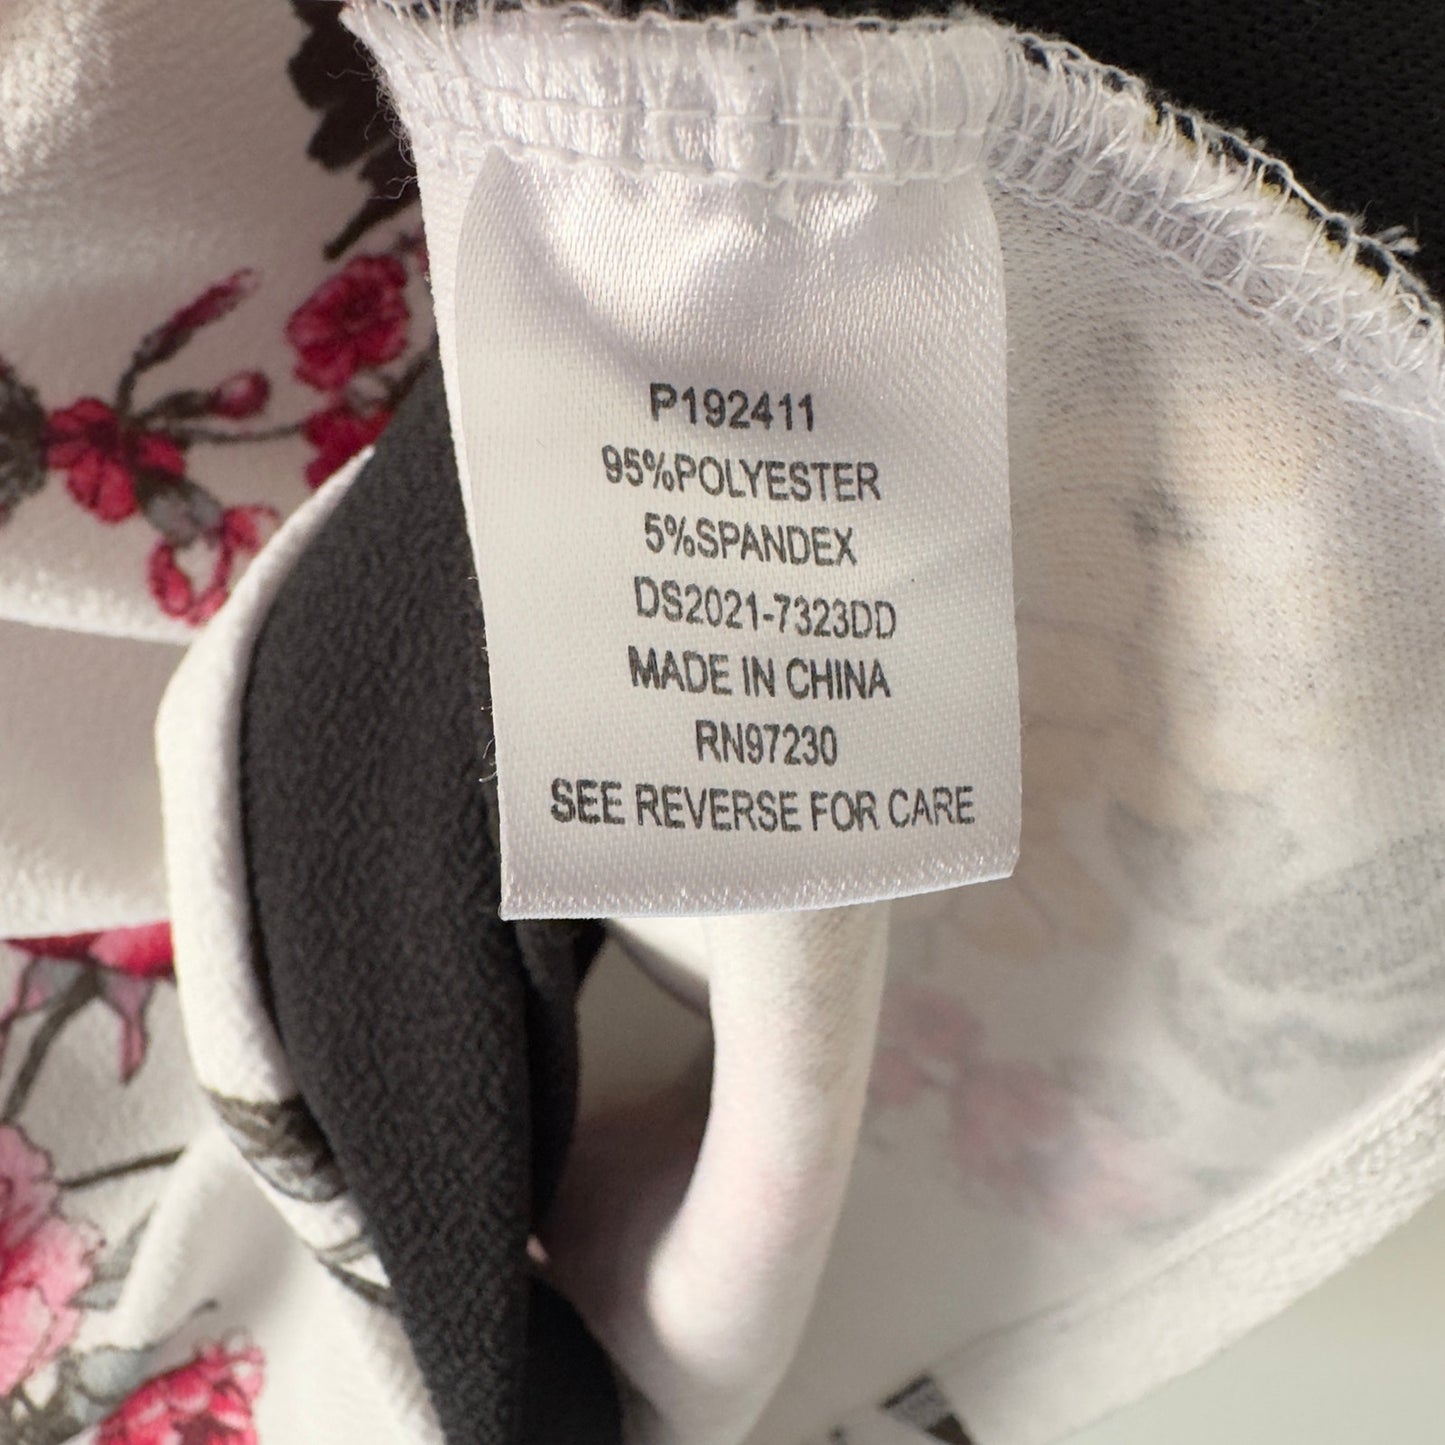 P192411
95%POLYESTER
5%SPANDEX
DS2021-7323DD
MADE IN CHINA
RN97230
SEE REVERSE FOR CARE